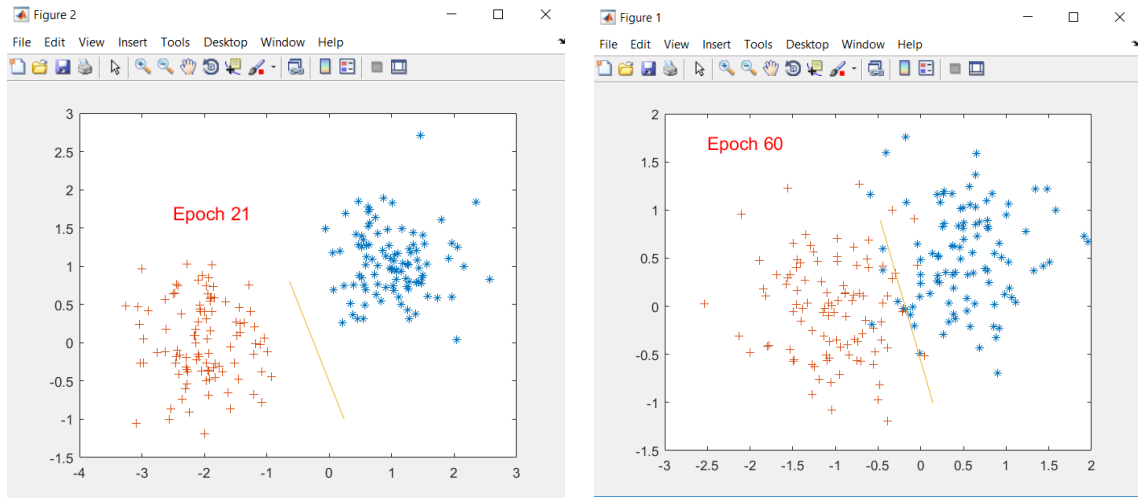 Figure 2
File Edit View Insert Tools Desktop Window Help
3
2.5
2
1.5
1
0.5
0
-0.5
-1
-1.5
Epoch 21
-4 -3 -2 -1 0 1 2 3
Figure 1
File Edit View Insert Tools Desktop Window Help
2
1.5
1
0.5
0
-0.5
-1
-1.5
Epoch 60
-3 -2.5 -2 -1.5 -1 -0.5 0 0.5 1 1.5 2